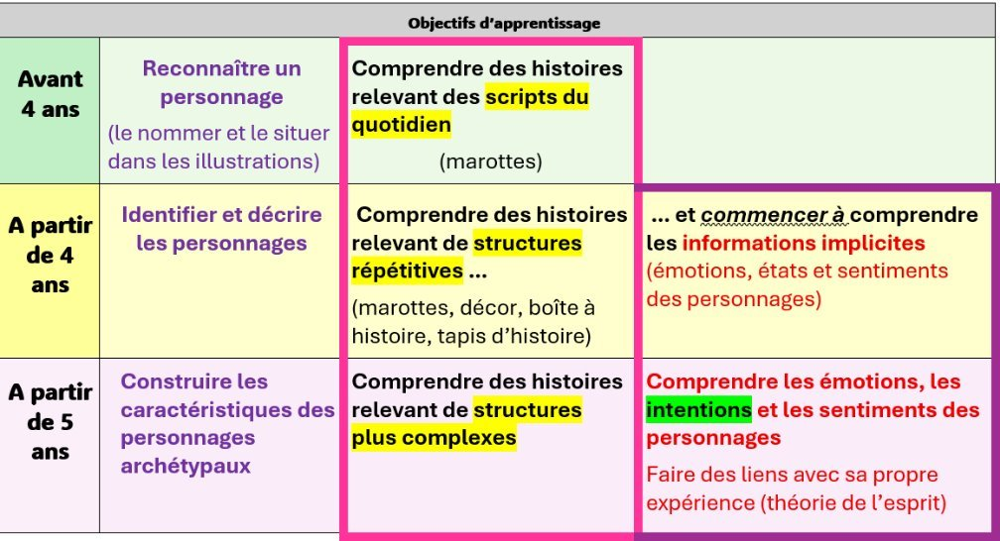 Objectifs d'apprentissage
Avant
4 ans
Reconnaître un
personnage
(le nommer et le situer
dans les illustrations)
Comprendre des histoires
relevant des scripts du
quotidien
(marottes)
A partir
de 4
ans
Identifier et décrire
les personnages
Comprendre des histoires
relevant de structures
répétitives ...
(marottes, décor, boîte à
histoire, tapis d'histoire)
... et commencer à comprendre
les informations implicites
(émotions, états et sentiments
des personnages)
A partir
de 5
ans
Construire les
caractéristiques des
personnages
archétypaux
Comprendre des histoires
relevant de structures
plus complexes
Comprendre les émotions, les
intentions et les sentiments des
personnages
Faire des liens avec sa propre
expérience (théorie de l'esprit)